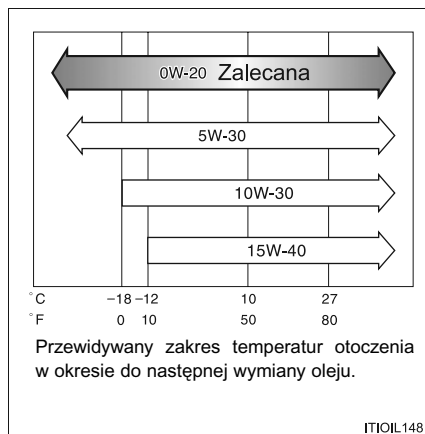 0W-20 Zalecana
5W-30
10W-30
15W-40
°C −18 −12 10 27
°F 0 10 50 80
Przewidywany zakres temperatur otoczenia
w okresie do następnej wymiany oleju.
ITIOIL148